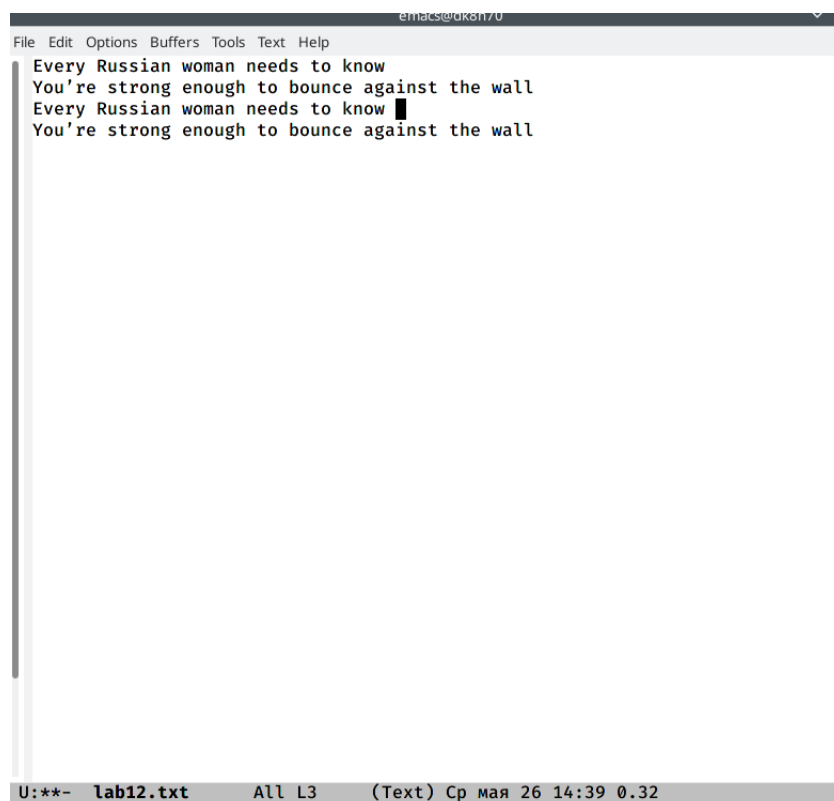 emacs@dk8n70
File Edit Options Buffers Tools Text Help
Every Russian woman needs to know
You’re strong enough to bounce against the wall
Every Russian woman needs to know
You’re strong enough to bounce against the wall
U:**- lab12.txt All L3 (Text) Ср мая 26 14:39 0.32